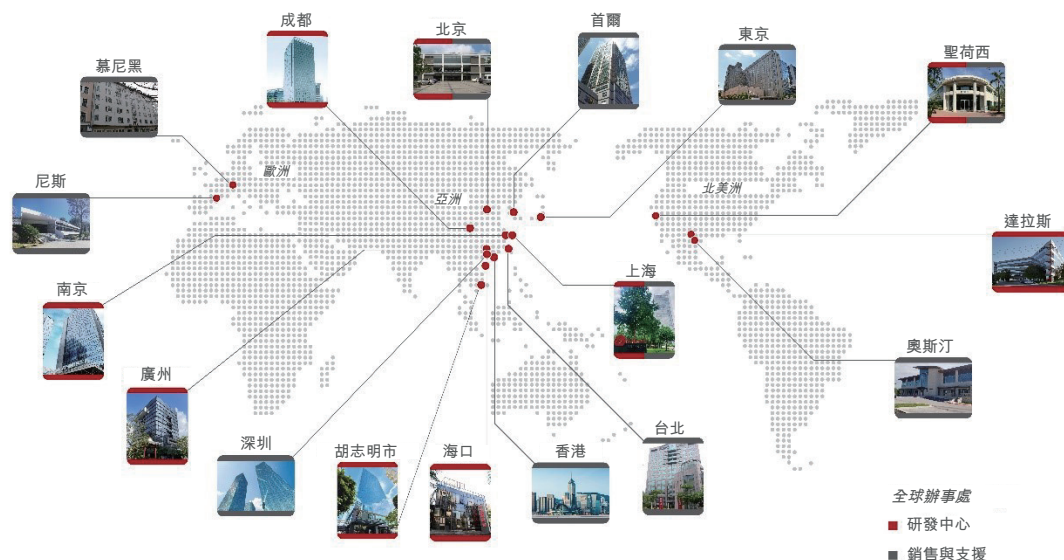 成都
北京
首爾
東京
聖荷西
慕尼黑
歐洲
尼斯
亞洲
北美洲
達拉斯
上海
南京
奧斯汀
廣州
深圳
胡志明市
海口
香港
台北
全球辦事處
研發中心
銷售與支援